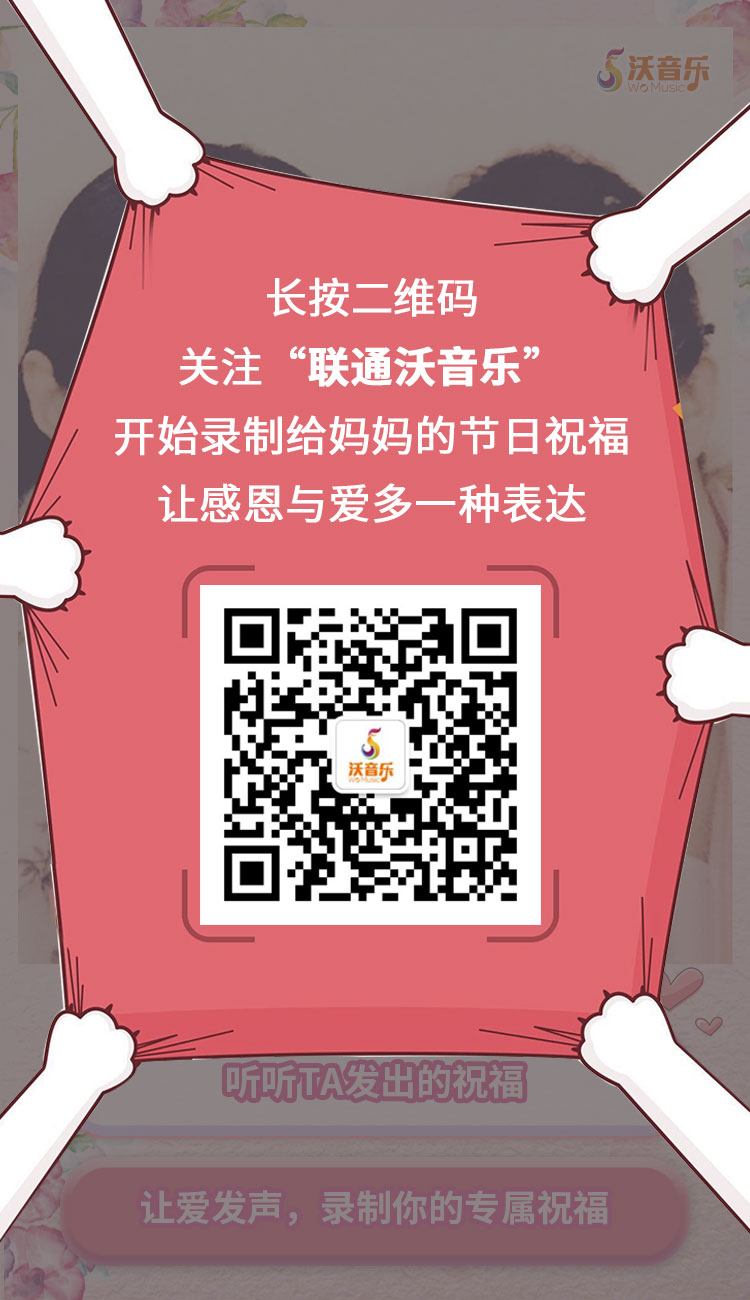 沃音乐
WoMusic
长按二维码
关注“联通沃音乐”
开始录制给妈妈的节日祝福
让感恩与爱多一种表达
沃音乐
WoMusic
听听TA发出的祝福
让爱发声，录制你的专属祝福